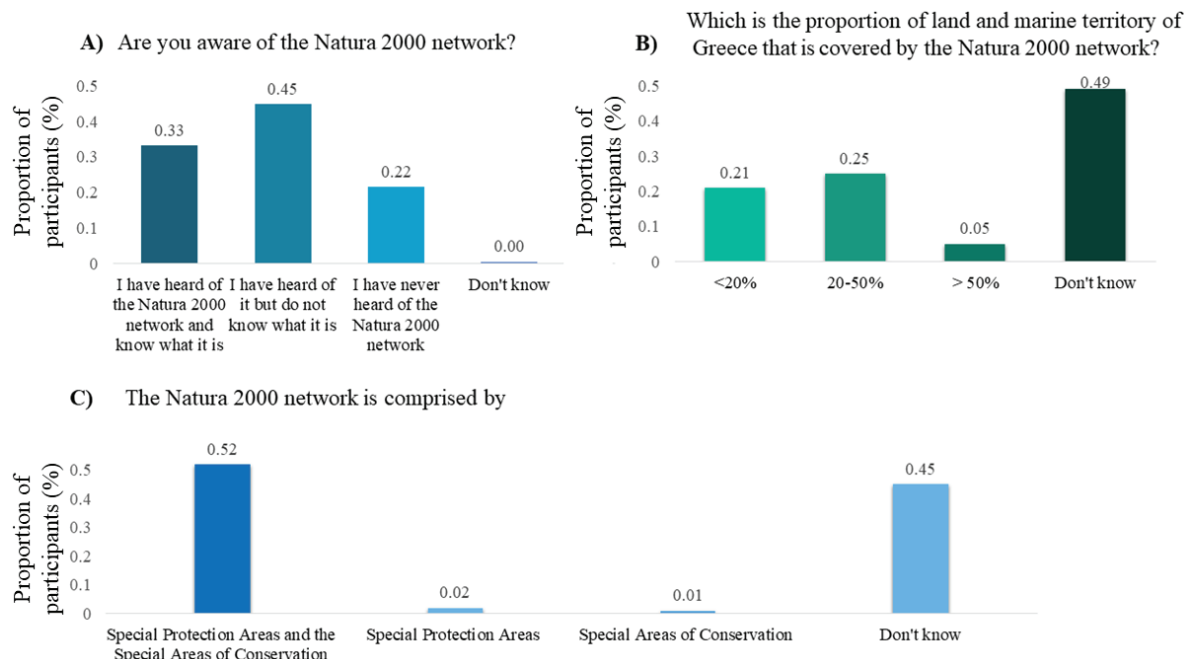 A) Are you aware of the Natura 2000 network?
Proportion of
participants (%)
0.5
0.4
0.3
0.2
0.1
0
0.33
0.45
0.22
0.00
I have heard of
the Natura 2000
network and
know what it is
I have heard of
it but do not
know what it is
I have never
heard of the
Natura 2000
network
Don't know
B)
Which is the proportion of land and marine territory of
Greece that is covered by the Natura 2000 network?
Proportion of
participants (%)
0.5
0.4
0.3
0.2
0.1
0
0.21
0.25
0.05
0.49
<20%
20-50%
> 50%
Don't know
C) The Natura 2000 network is comprised by
Proportion of
participants (%)
0.5
0.4
0.3
0.2
0.1
0
0.52
0.02
0.01
0.45
Special Protection Areas and the
Special Areas of Conservation
Special Protection Areas
Special Areas of Conservation
Don't know